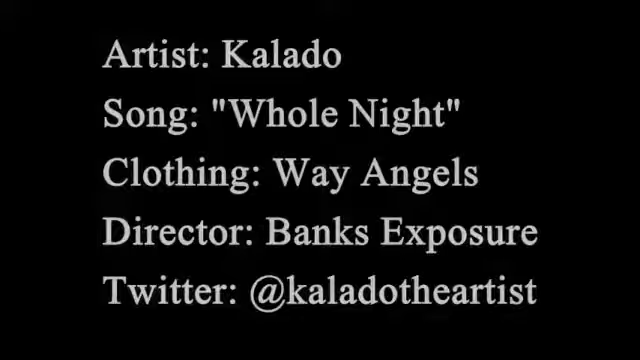 Artist: Kalado
Song: "Whole Night"
Clothing: Way Angels
Director: Banks Exposure
Twitter: @kaladotheartist